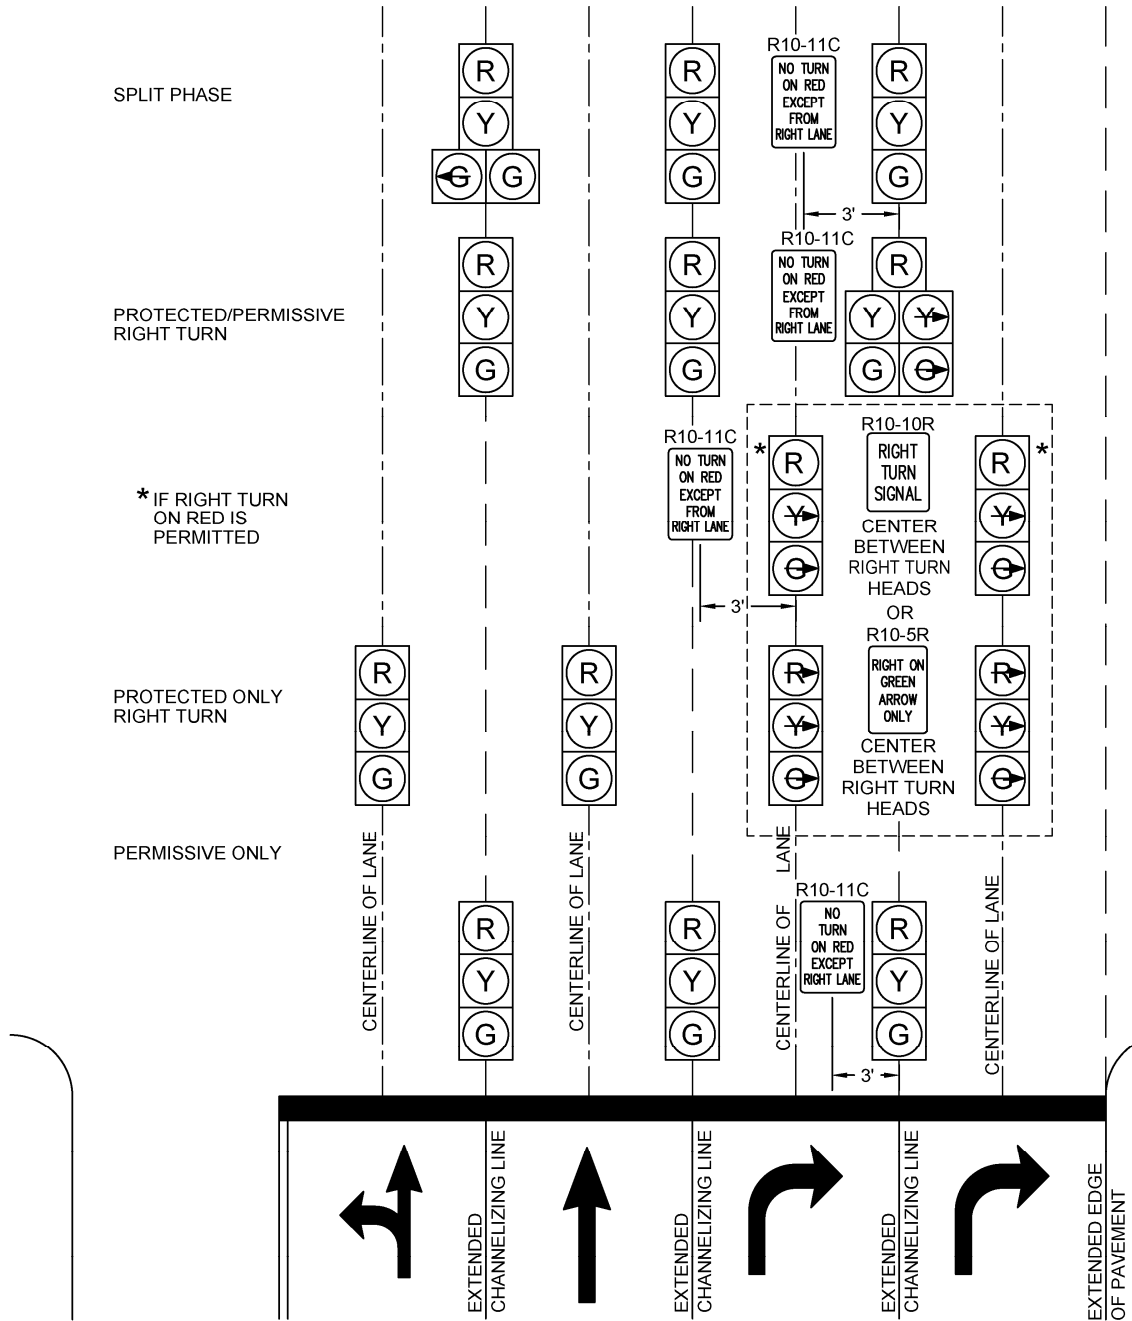 SPLIT PHASE
R
Y
G
G
R
Y
G
R10-11C
NO TURN
ON RED
EXCEPT
FROM
RIGHT LANE
R
Y
G
3'
PROTECTED/PERMISSIVE
RIGHT TURN
R
Y
G
R
Y
G
R10-11C
NO TURN
ON RED
EXCEPT
FROM
RIGHT LANE
R
Y
Y
G
G
* IF RIGHT TURN
ON RED IS
PERMITTED
R10-11C
NO TURN
ON RED
EXCEPT
FROM
RIGHT LANE
3'
*
R
Y
G
R10-10R
RIGHT
TURN
SIGNAL
CENTER
BETWEEN
RIGHT TURN
HEADS
OR
R
Y
G
*
PROTECTED ONLY
RIGHT TURN
R
Y
G
R
Y
G
R
Y
G
R10-5R
RIGHT ON
GREEN
ARROW
ONLY
CENTER
BETWEEN
RIGHT TURN
HEADS
R
Y
G
PERMISSIVE ONLY
CENTERLINE OF LANE
R
Y
G
CENTERLINE OF LANE
R
Y
G
CENTERLINE OF LANE
R10-11C
NO
TURN
ON RED
EXCEPT
RIGHT LANE
R
Y
G
3'
CENTERLINE OF LANE
EXTENDED
CHANNELIZING LINE
EXTENDED
CHANNELIZING LINE
EXTENDED
CHANNELIZING LINE
EXTENDED EDGE
OF PAVEMENT